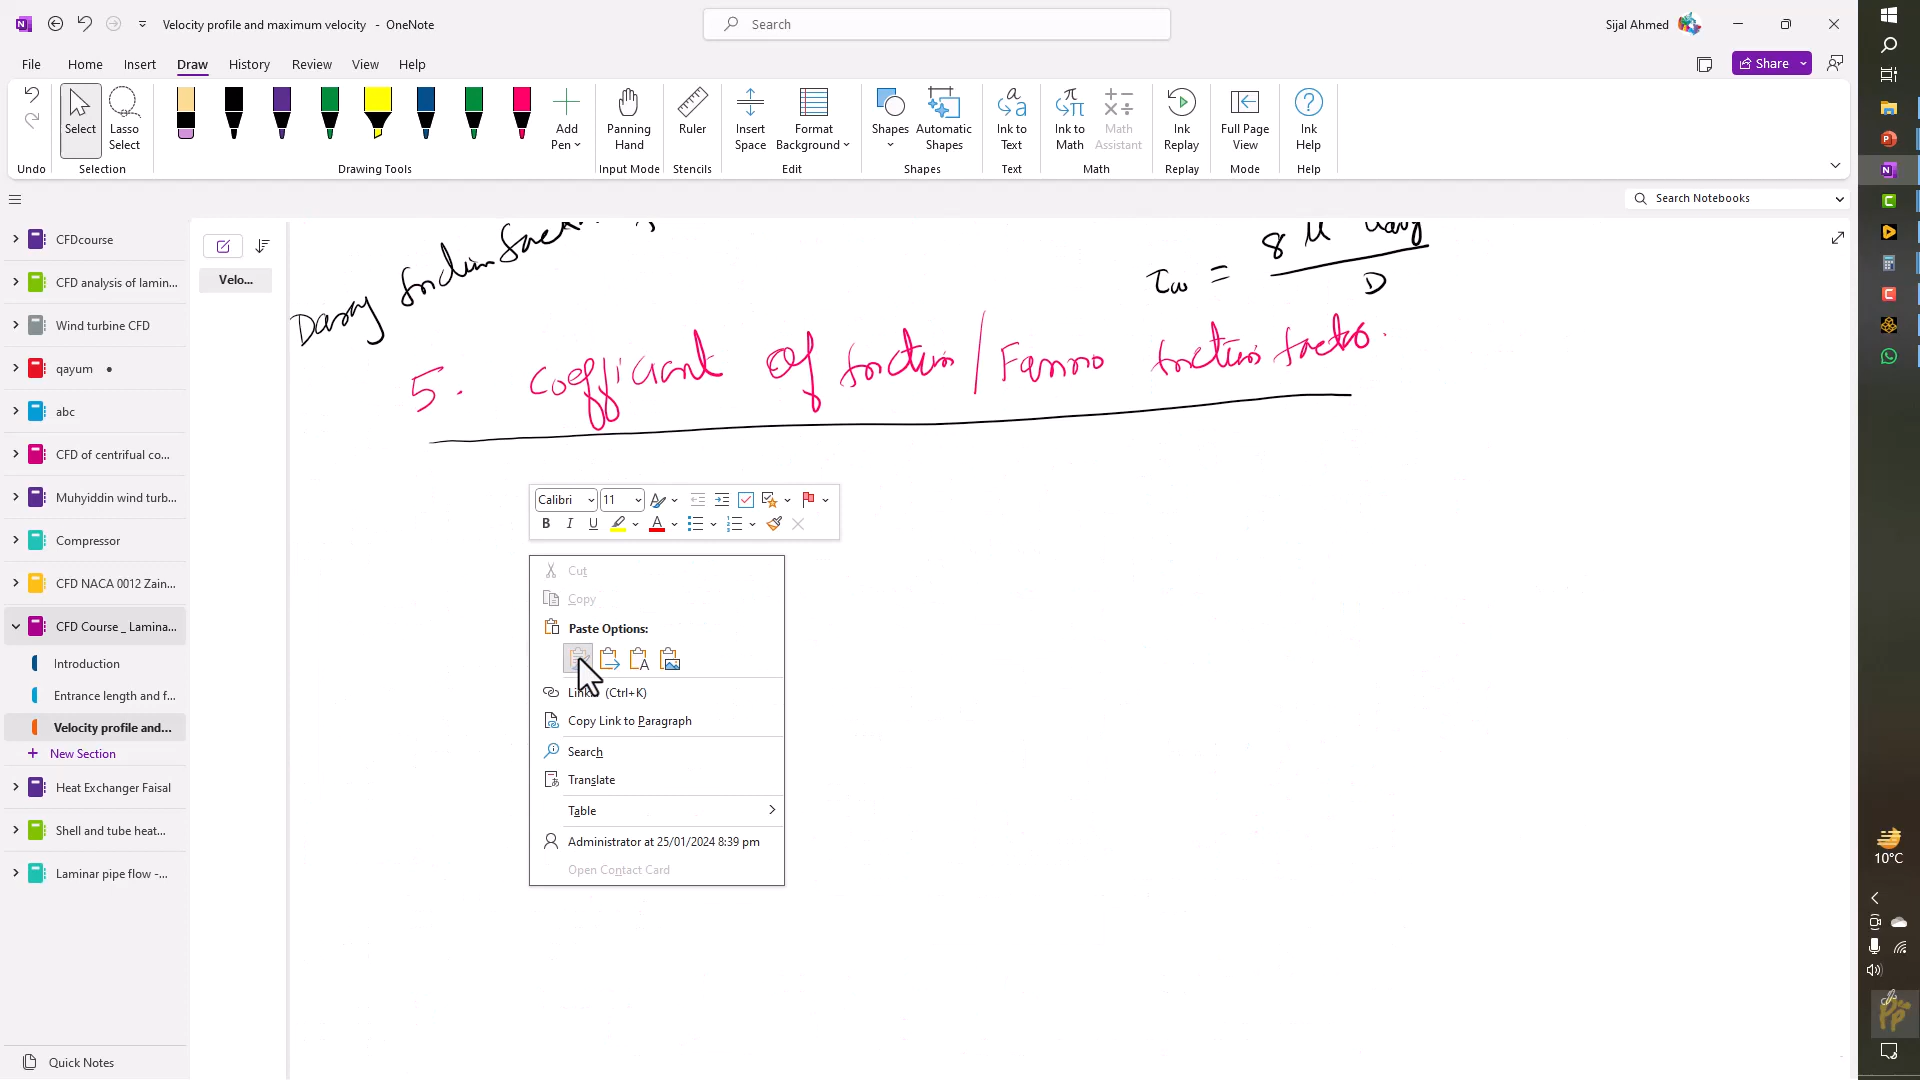 Velocity profile and maximum velocity - OneNote
Search
Sijal Ahmed
File
Home
Insert
Draw
History
Review
View
Help
Share
Select
Lasso Select
Add Pen
Panning Hand
Ruler
Insert Space
Format Background
Shapes
Automatic Shapes
Ink to Text
Ink to Math
Math Assistant
Ink Replay
Full Page View
Ink Help
Undo
Selection
Drawing Tools
Input Mode
Stencils
Edit
Shapes
Text
Math
Replay
Mode
Help
Search Notebooks
CFDcourse
CFD analysis of lamin...
Wind turbine CFD
qayum
abc
CFD of centrifual co...
Muhyiddin wind turb...
Compressor
CFD NACA 0012 Zain...
CFD Course _ Lamina...
Introduction
Entrance length and f...
Velocity profile and...
New Section
Heat Exchanger Faisal
Shell and tube heat...
Laminar pipe flow -...
Quick Notes
Velo...
Darcy friction
τw = 8 μ uavg / D
5. Coefficient of friction / Fanno friction factor.
Calibri
11
B I U
Cut
Copy
Paste Options:
Link (Ctrl+K)
Copy Link to Paragraph
Search
Translate
Table
Administrator at 25/01/2024 8:39 pm
Open Contact Card
10°C